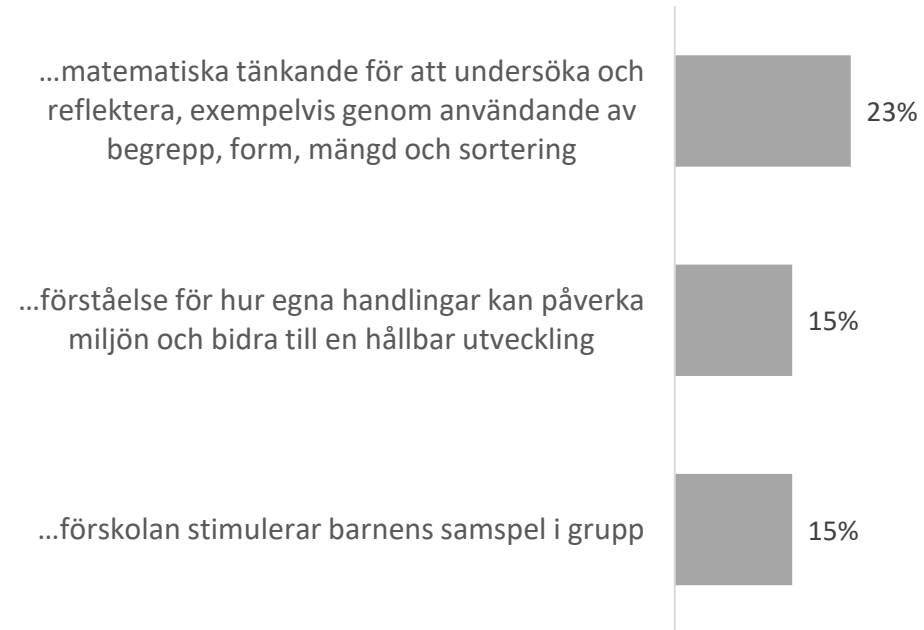 ...matematiska tänkande för att undersöka och
reflektera, exempelvis genom användande av
begrepp, form, mängd och sortering
23%
...förståelse för hur egna handlingar kan påverka
miljön och bidra till en hållbar utveckling
15%
...förskolan stimulerar barnens samspel i grupp
15%